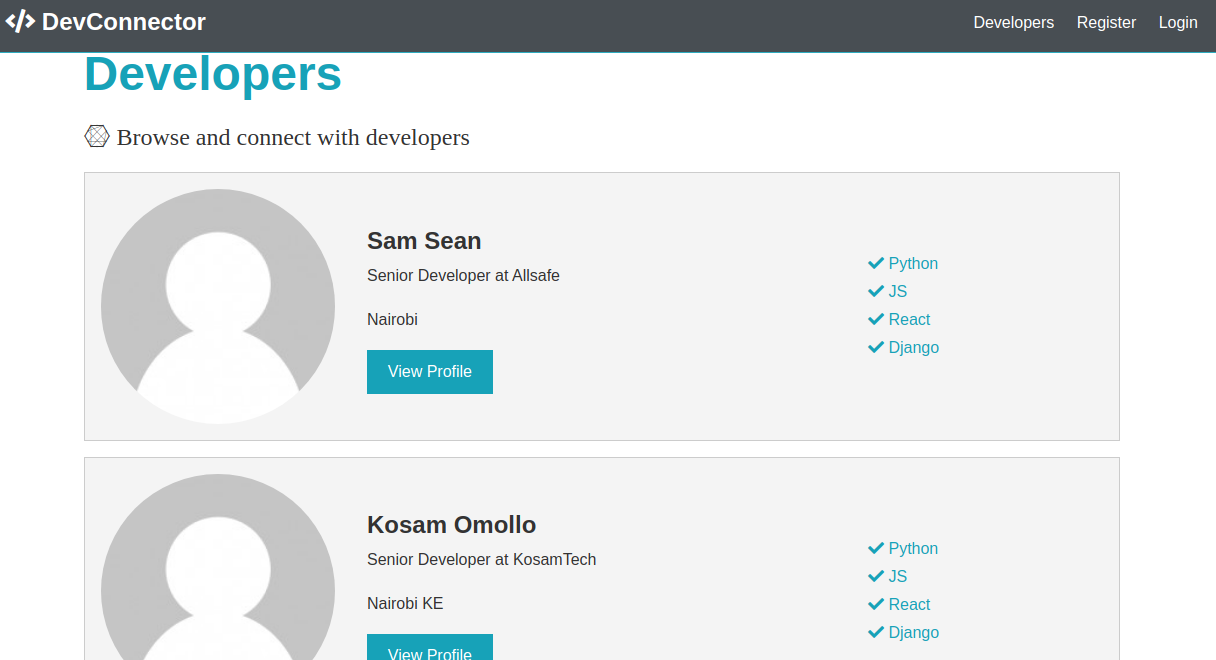 DevConnector
Developers Register Login
Developers
Browse and connect with developers
Sam Sean
Senior Developer at Allsafe
Nairobi
View Profile
Python
JS
React
Django
Kosam Omollo
Senior Developer at KosamTech
Nairobi KE
View Profile
Python
JS
React
Django